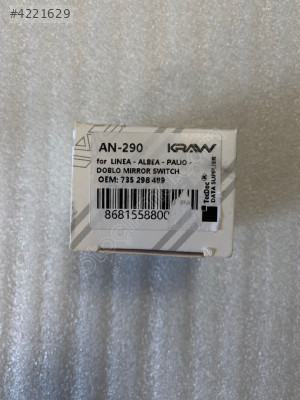 #4221629
AN-290
KRAW
for LINEA - ALBEA - PALIO -
DOBLO MIRROR SWITCH
OEM: 735 298 499
8681558800
TecDoc®
DATA SUPPLIER